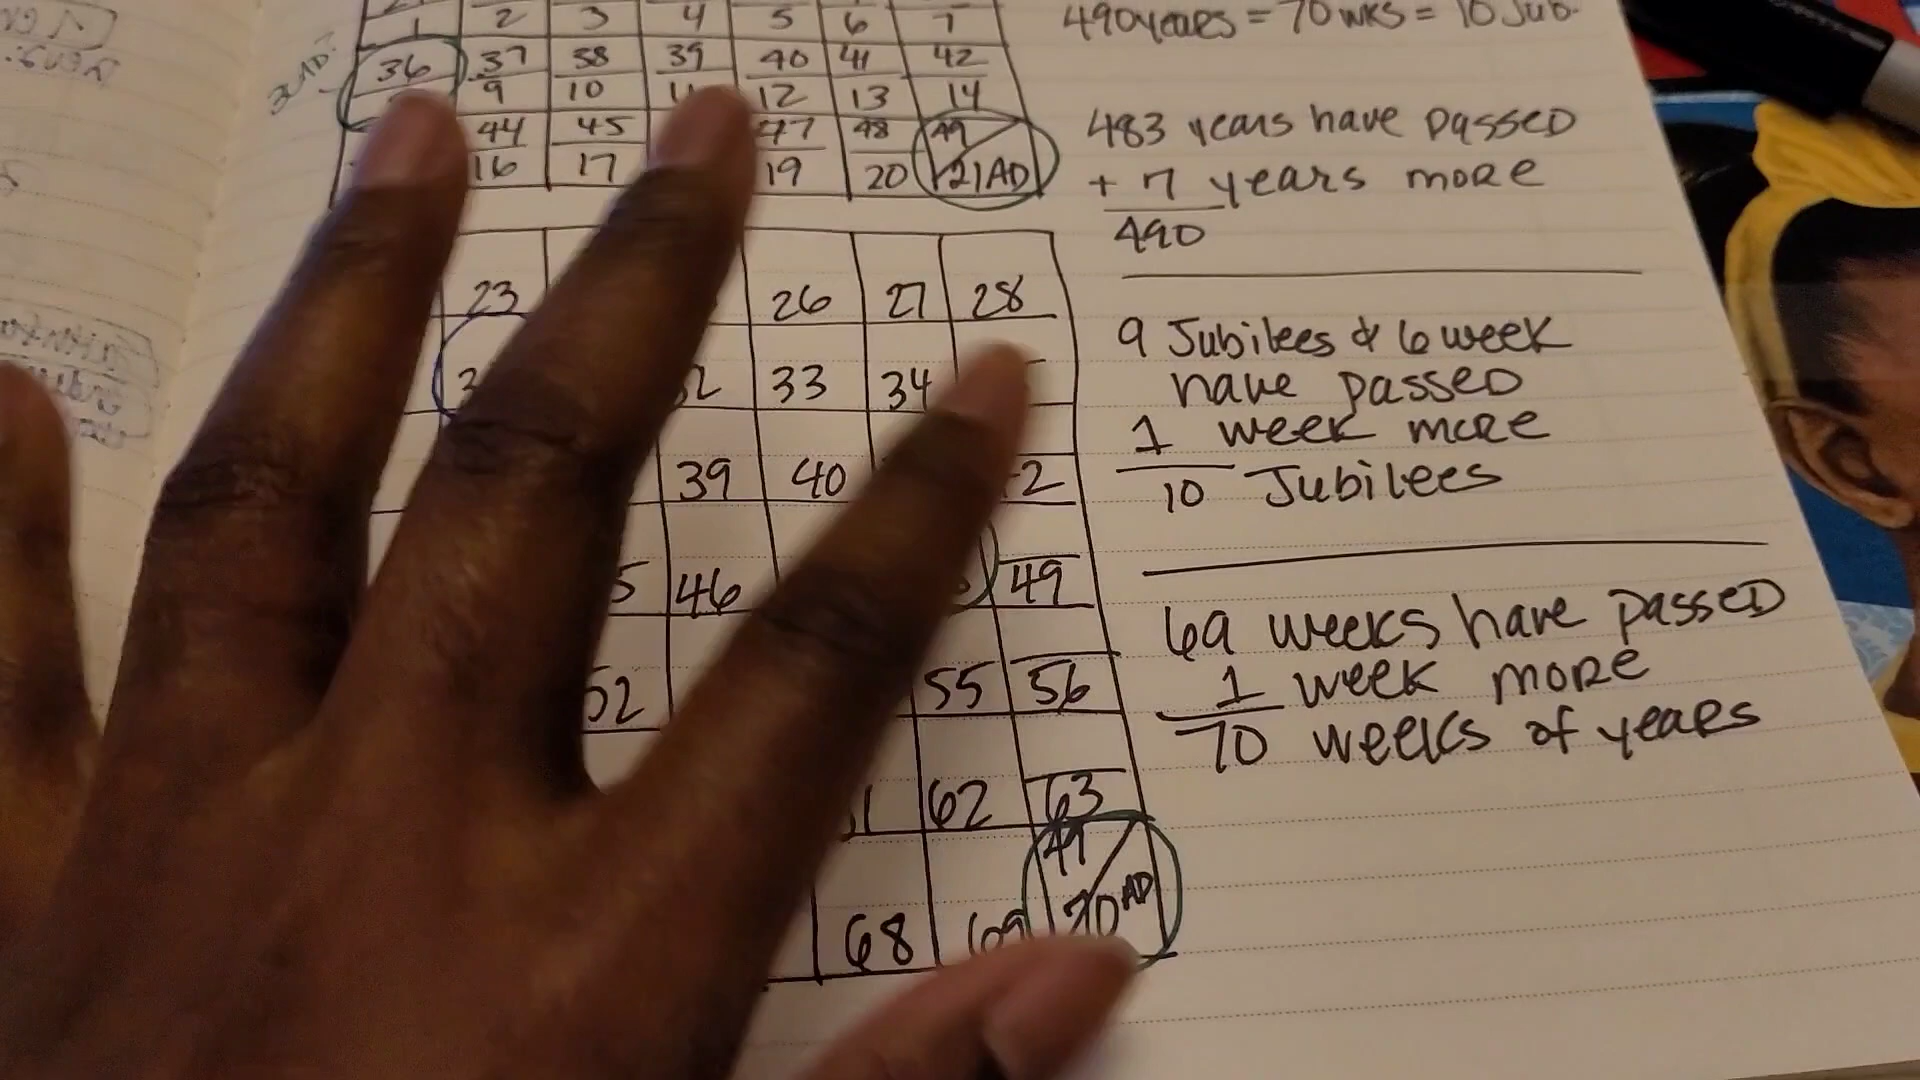 1 2 3 4 5 6 7
36 37 38 39 40 41 42
9 10 12 13 14
44 45 47 48 49
16 17 19 20 21AD
23 26 27 28
33 34
39 40
46 49
52 55 56
62 63
49
68 69 70 AD
490 years = 70 wks = 10 Jub.
483 years have passed
+ 7 years more
490
9 Jubilees & 6 week
have passed
1 week more
10 Jubilees
69 weeks have passed
1 week more
70 weeks of years